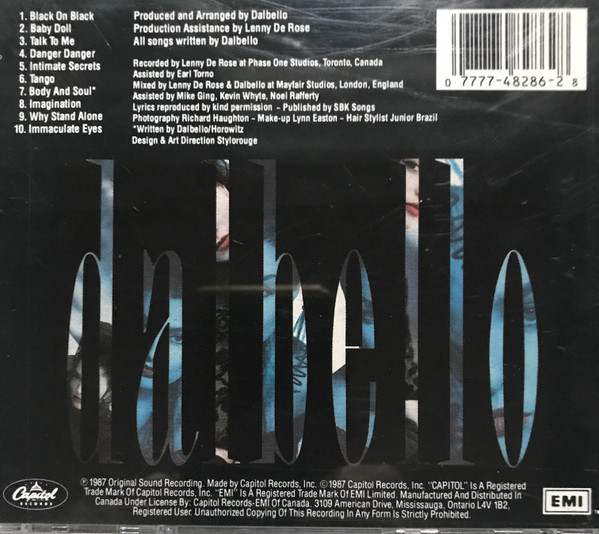 1. Black On Black
2. Baby Doll
3. Talk To Me
4. Danger Danger
5. Intimate Secrets
6. Tango
7. Body And Soul*
8. Imagination
9. Why Stand Alone
10. Immaculate Eyes
Produced and Arranged by Dalbello
Production Assistance by Lenny De Rose
All songs written by Dalbello
Recorded by Lenny De Rose at Phase One Studios, Toronto, Canada
Assisted by Earl Torno
Mixed by Lenny De Rose & Dalbello at Mayfair Studios, London, England
Assisted by Mike Ging, Kevin Whyte, Noel Rafferty
Lyrics reproduced by kind permission – Published by SBK Songs
Photography Richard Haughton – Make-up Lynn Easton – Hair Stylist Junior Brazil
*Written by Dalbello/Horowitz
Design & Art Direction Stylorouge
0 7777-48286-2 8
dalbello
Capitol
RECORDS
℗ 1987 Original Sound Recording. Made by Capitol Records, Inc. ©1987 Capitol Records, Inc. "CAPITOL" Is A Registered
Trade Mark Of Capitol Records, Inc. "EMI" Is A Registered Trade Mark Of EMI Limited. Manufactured And Distributed In
Canada Under License By: Capitol Records-EMI Of Canada. 3109 American Drive, Mississauga, Ontario L4V 1B2,
Registered User. Unauthorized Copying Of This Recording In Any Form Is Strictly Prohibited.
EMI